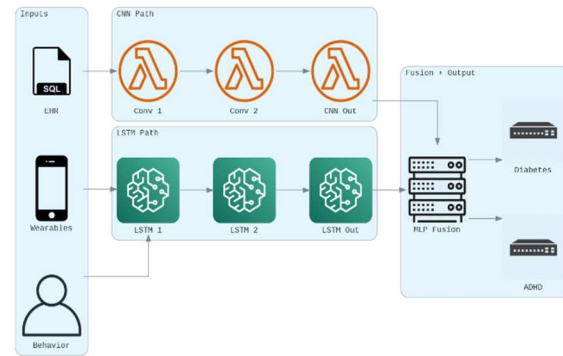 Inputs
SQL
EHR
Wearables
Behavior
CNN Path
Conv 1
Conv 2
CNN Out
LSTM Path
LSTM 1
LSTM 2
LSTM Out
Fusion + Output
MLP Fusion
Diabetes
ADHD